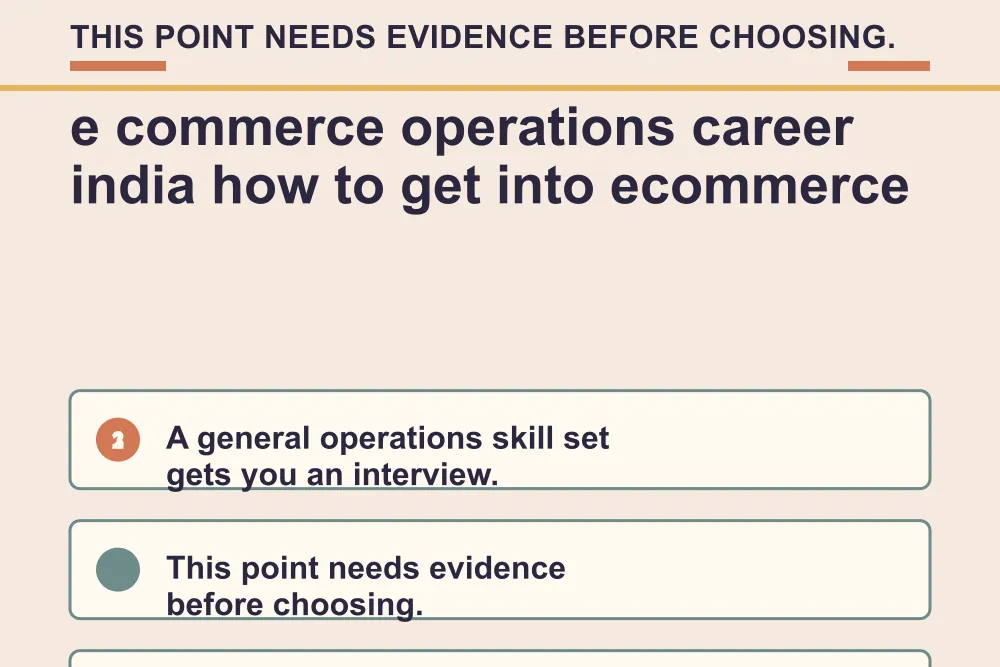 THIS POINT NEEDS EVIDENCE BEFORE CHOOSING.
e commerce operations career
india how to get into ecommerce
A general operations skill set
gets you an interview.
This point needs evidence
before choosing.